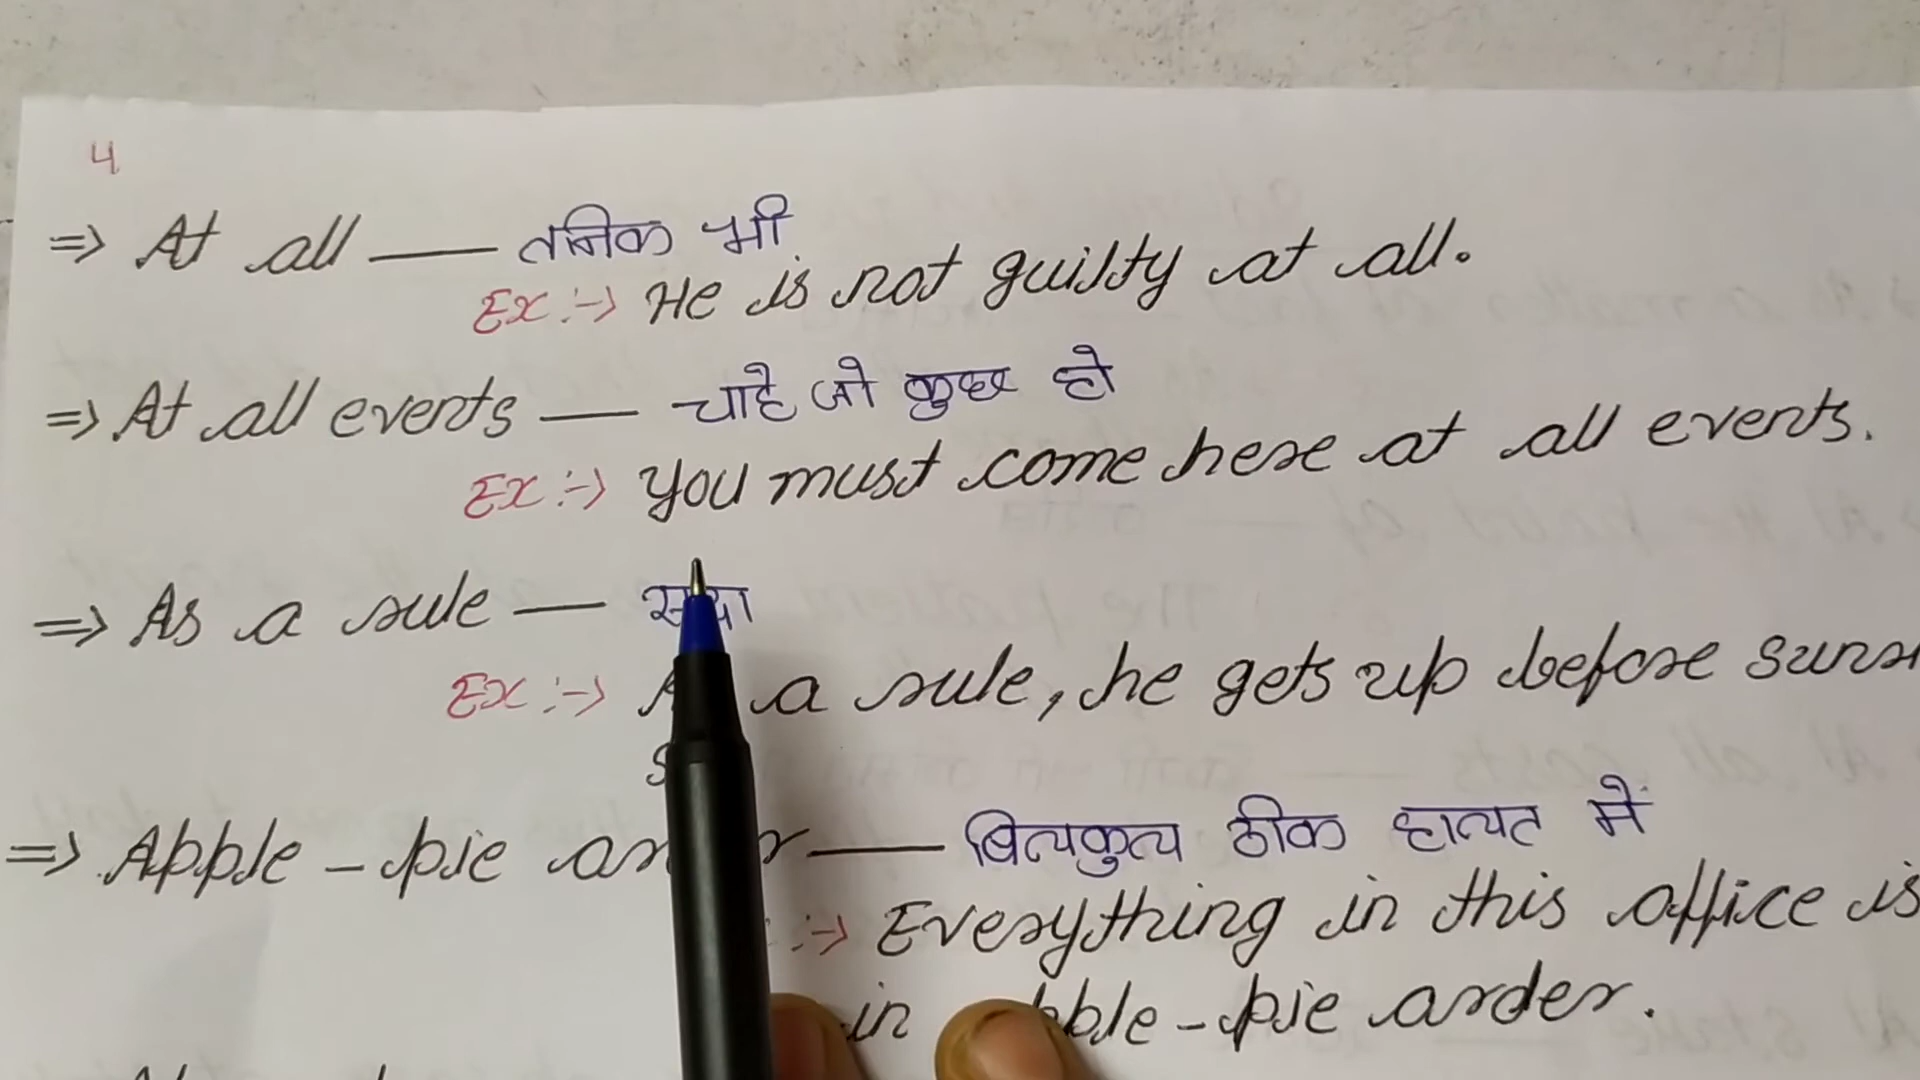 4
⇒ At all — तनिक भी
Ex :-> He is not guilty at all.
⇒ At all events — चाहे जो कुछ हो
Ex :-> You must come here at all events.
⇒ As a rule —
Ex :-> a rule, he gets up before
⇒ Apple-pie — बिल्कुल ठीक हालत में
:-> Everything in this office is
in -pie arder.